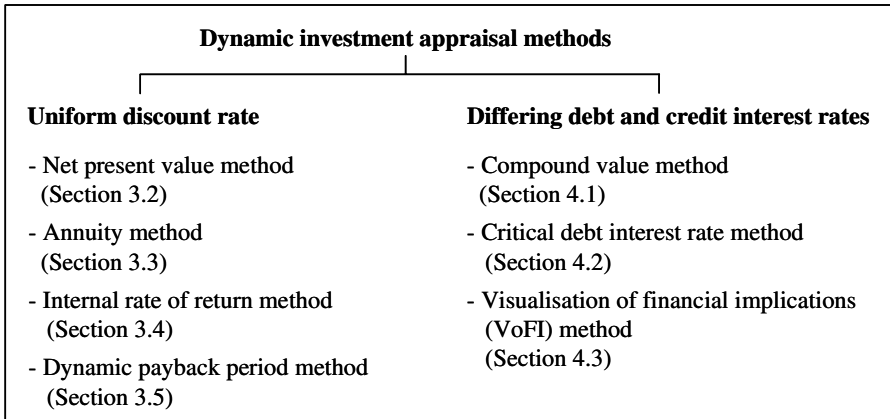 Dynamic investment appraisal methods
Uniform discount rate
- Net present value method
(Section 3.2)
- Annuity method
(Section 3.3)
- Internal rate of return method
(Section 3.4)
- Dynamic payback period method
(Section 3.5)
Differing debt and credit interest rates
- Compound value method
(Section 4.1)
- Critical debt interest rate method
(Section 4.2)
- Visualisation of financial implications
(VoFI) method
(Section 4.3)